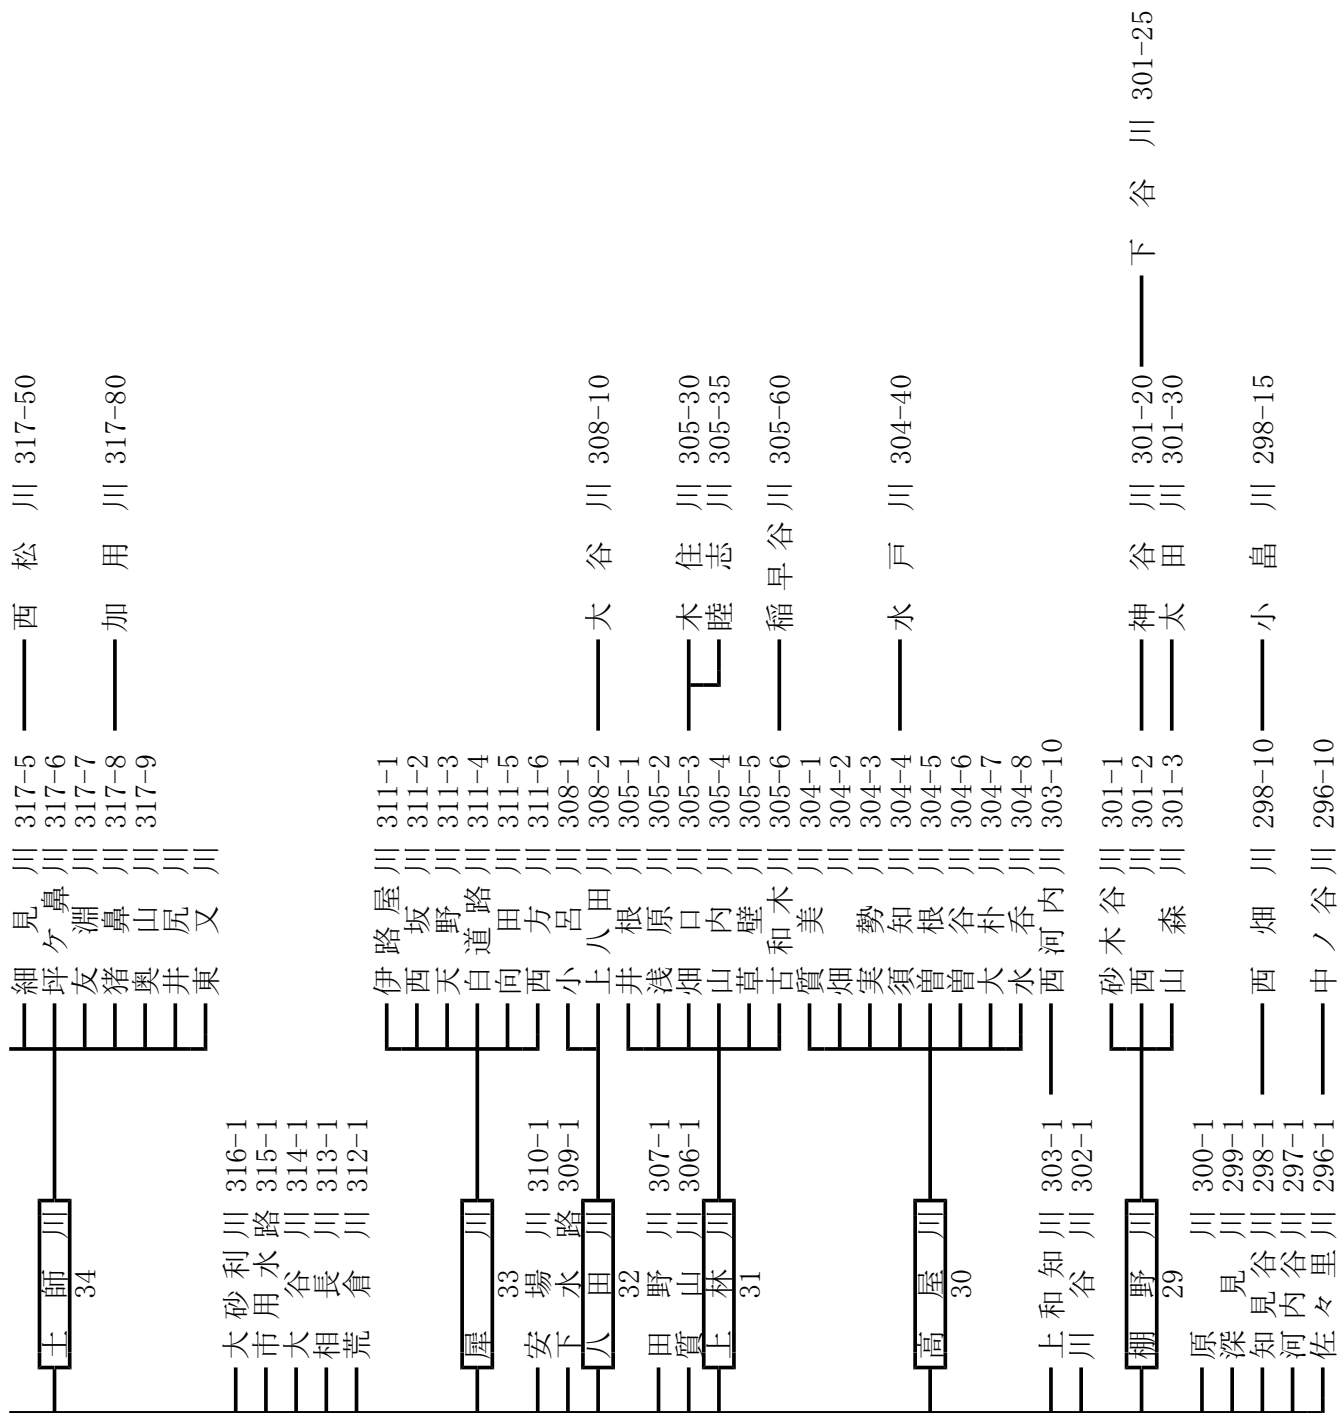 細見川 317-5 西松川 317-50
土師川 坪ケ鼻川 317-6
34 友淵川 317-7
猪鼻川 317-8 加用川 317-80
奥山川 317-9
井尻川
東又川
大砂利川 316-1
市用水路 315-1
大谷川 314-1
相長川 313-1
荒倉川 312-1
伊路屋川 311-1
西坂川 311-2
天野川 311-3
犀川 白道路川 311-4
33 向田川 311-5
安場川 310-1 西方川 311-6
下水路 309-1 小呂川 308-1
八田川 上八田川 308-2 大谷川 308-10
32 井根川 305-1
田野川 307-1 浅原川 305-2
質山川 306-1 畑口川 305-3 木住川 305-30
上林川 山内川 305-4 睦志川 305-35
31 草壁川 305-5
古和木川 305-6 稲早谷川 305-60
質美川 304-1
畑川 304-2
実勢川 304-3
須知川 304-4 水戸川 304-40
高屋川 曽根川 304-5
30 曽谷川 304-6
大朴川 304-7
水呑川 304-8
上和知川 303-1 西河内川 303-10
川谷川 302-1
砂木谷川 301-1
棚野川 西川 301-2 神谷川 301-20 下谷川 301-25
29 山森川 301-3 太田川 301-30
原川 300-1
深見川 299-1
知見谷川 298-1 西畑川 298-10 小畠川 298-15
河内谷川 297-1
佐々里川 296-1 中ノ谷川 296-10